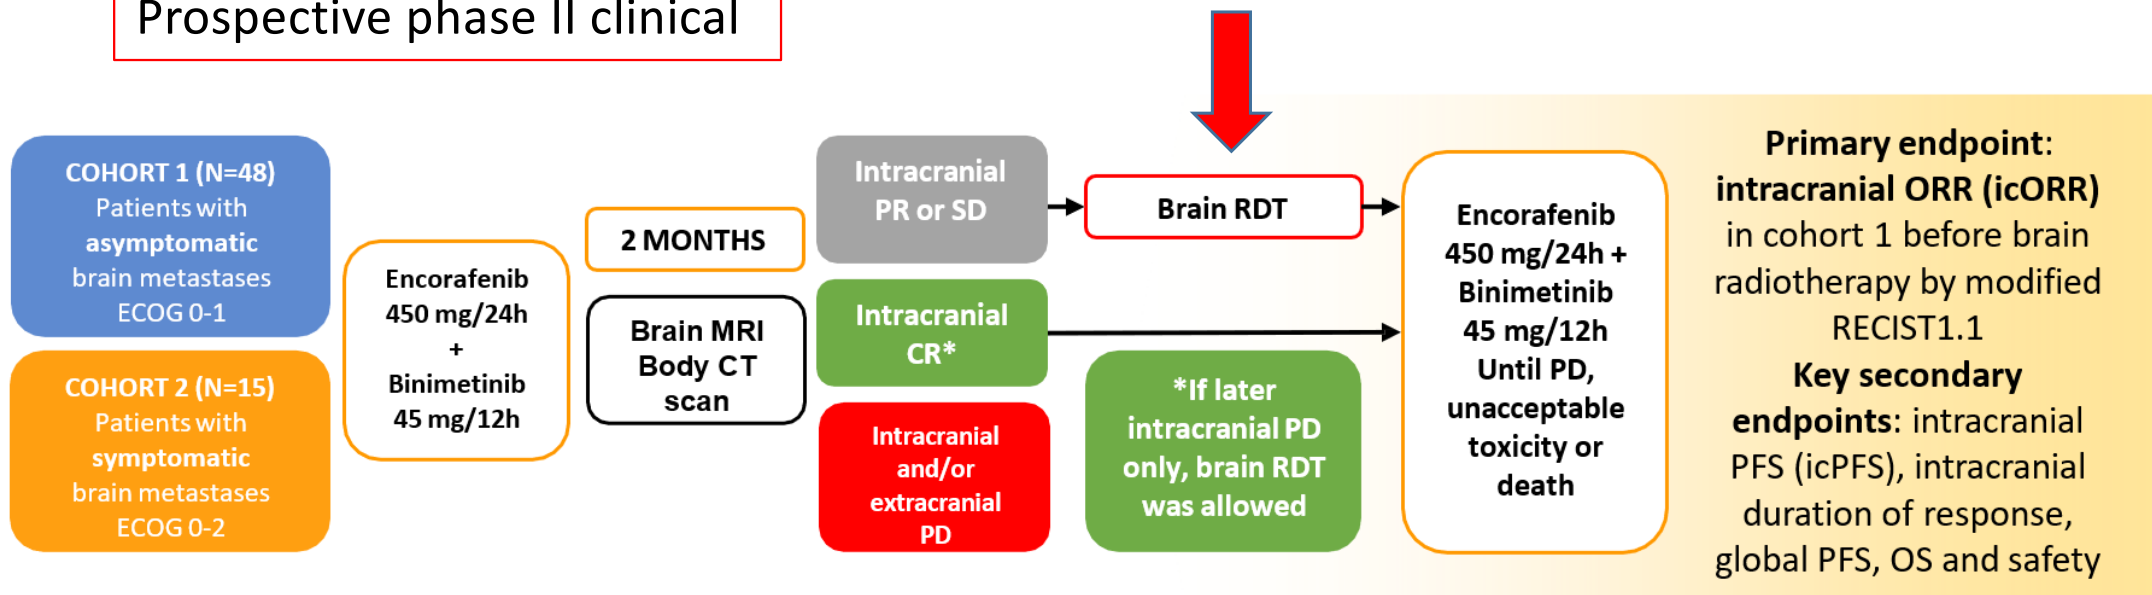 Prospective phase II clinical
COHORT 1 (N=48)
Patients with
asymptomatic
brain metastases
ECOG 0-1
COHORT 2 (N=15)
Patients with
symptomatic
brain metastases
ECOG 0-2
Encorafenib
450 mg/24h
+
Binimetinib
45 mg/12h
2 MONTHS
Brain MRI
Body CT
scan
Intracranial
PR or SD
Intracranial
CR*
Intracranial
and/or
extracranial
PD
Brain RDT
*If later
intracranial PD
only, brain RDT
was allowed
Encorafenib
450 mg/24h +
Binimetinib
45 mg/12h
Until PD,
unacceptable
toxicity or
death
Primary endpoint:
intracranial ORR (icORR)
in cohort 1 before brain
radiotherapy by modified
RECIST1.1
Key secondary
endpoints: intracranial
PFS (icPFS), intracranial
duration of response,
global PFS, OS and safety